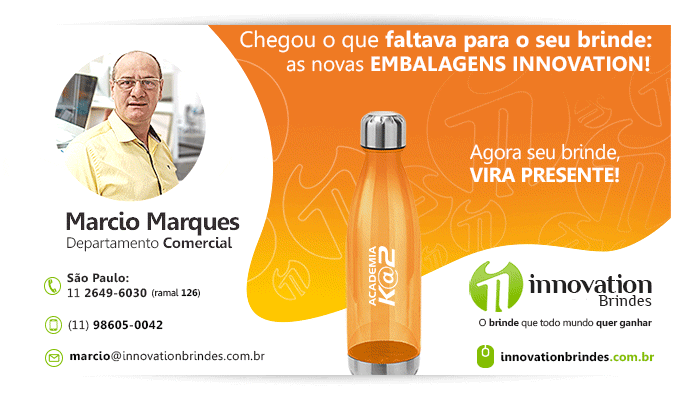 Chegou o que faltava para o seu brinde:
as novas EMBALAGENS INNOVATION!
Agora seu brinde,
VIRA PRESENTE!
Marcio Marques
Departamento Comercial
São Paulo:
11 2649-6030 (ramal 126)
(11) 98605-0042
marcio@innovationbrindes.com.br
ACADEMIA
K@2
innovation
Brindes
O brinde que todo mundo quer ganhar
innovationbrindes.com.br